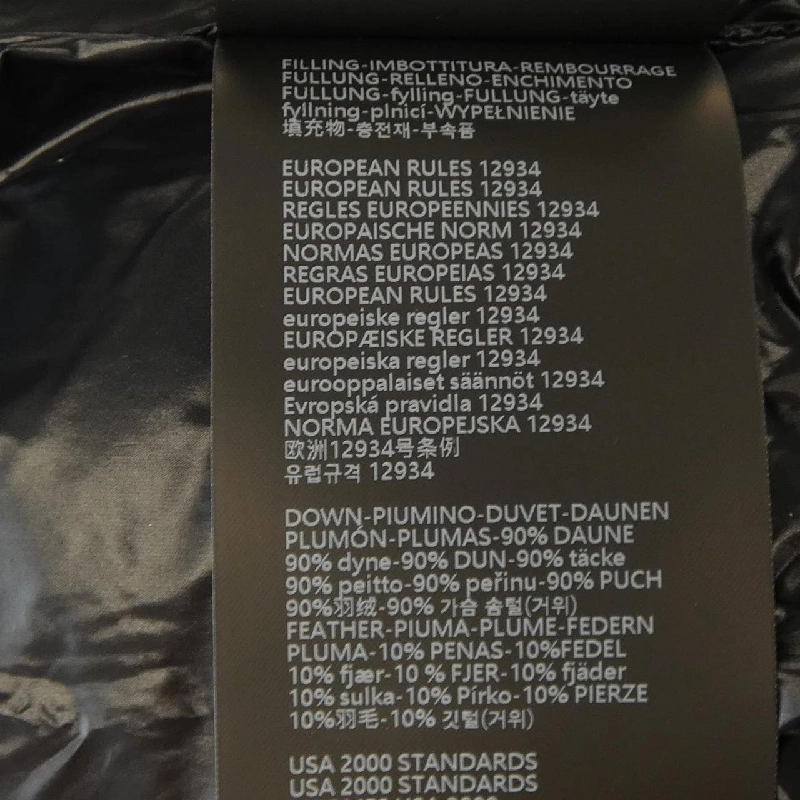 FILLING-IMBOTTITURA-REMBOURRAGE
FULLUNG-RELLENO-ENCHIMENTO
FULLUNG-fylling-FULLUNG-täyte
fyllning-plnicí-WYPEŁNIENIE
填充物-충전재-부속품
EUROPEAN RULES 12934
EUROPEAN RULES 12934
REGLES EUROPEENNIES 12934
EUROPAISCHE NORM 12934
NORMAS EUROPEAS 12934
REGRAS EUROPEIAS 12934
EUROPEAN RULES 12934
europeiske regler 12934
EUROPÆISKE REGLER 12934
europeiska regler 12934
eurooppalaiset säännöt 12934
Evropská pravidla 12934
NORMA EUROPEJSKA 12934
欧洲12934号条例
유럽규격 12934
DOWN-PIUMINO-DUVET-DAUNEN
PLUMÓN-PLUMAS-90% DAUNE
90% dyne-90% DUN-90% täcke
90% peitto-90% peřinu-90% PUCH
90%羽绒-90% 가슴 솜털(거위)
FEATHER-PIUMA-PLUME-FEDERN
PLUMA-10% PENAS-10%FEDEL
10% fjær-10 % FJER-10% fjäder
10% sulka-10% Pírko-10% PIERZE
10%羽毛-10% 깃털(거위)
USA 2000 STANDARDS
USA 2000 STANDARDS